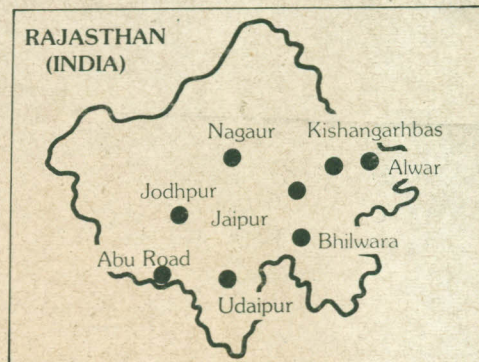 RAJASTHAN
(INDIA)
Nagaur
Kishangarhbas
Alwar
Jodhpur
Jaipur
Bhilwara
Abu Road
Udaipur